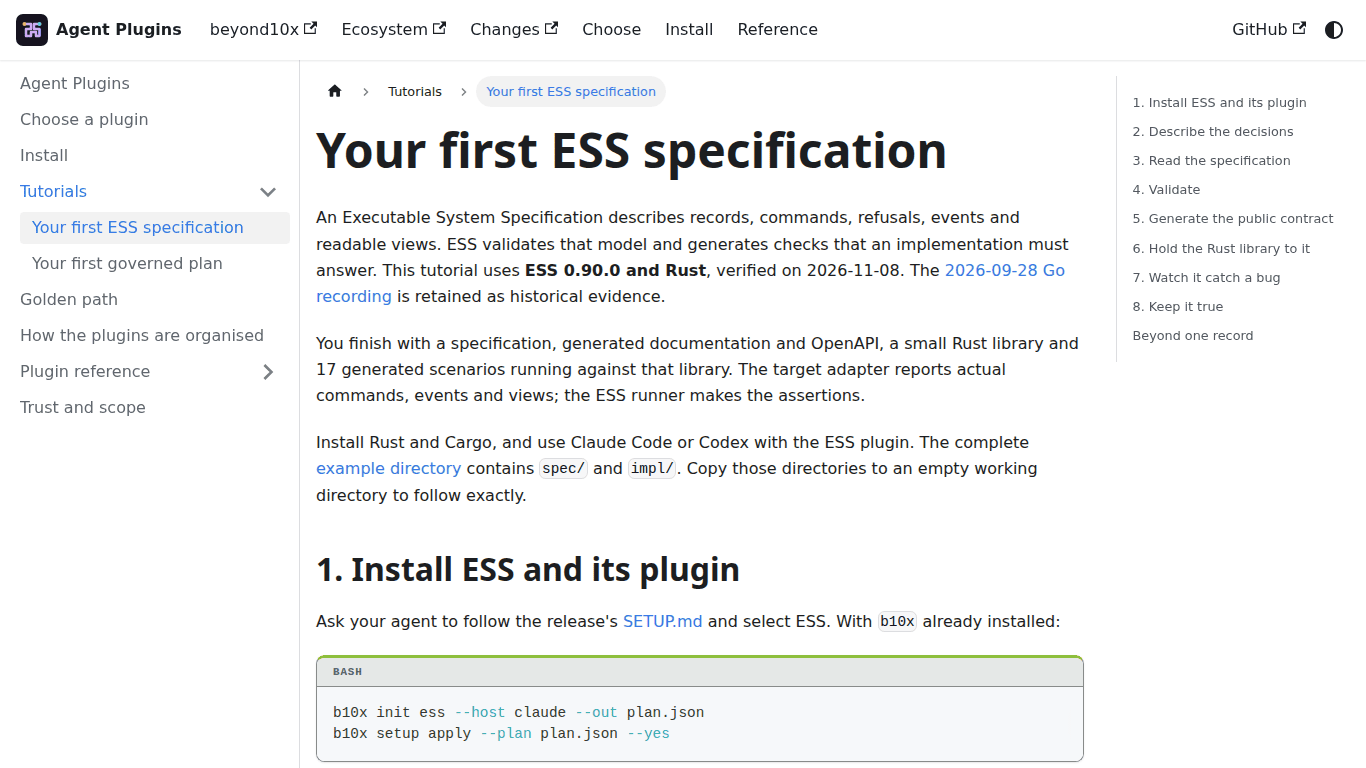 Agent Plugins
beyond10x
Ecosystem
Changes
Choose
Install
Reference
GitHub
Agent Plugins
Choose a plugin
Install
Tutorials
Your first ESS specification
Your first governed plan
Golden path
How the plugins are organised
Plugin reference
Trust and scope
Tutorials
Your first ESS specification
Your first ESS specification
An Executable System Specification describes records, commands, refusals, events and
readable views. ESS validates that model and generates checks that an implementation must
answer. This tutorial uses ESS 0.90.0 and Rust, verified on 2026-11-08. The 2026-09-28 Go
recording is retained as historical evidence.
You finish with a specification, generated documentation and OpenAPI, a small Rust library and
17 generated scenarios running against that library. The target adapter reports actual
commands, events and views; the ESS runner makes the assertions.
Install Rust and Cargo, and use Claude Code or Codex with the ESS plugin. The complete
example directory contains spec/ and impl/. Copy those directories to an empty working
directory to follow exactly.
1. Install ESS and its plugin
Ask your agent to follow the release's SETUP.md and select ESS. With b10x already installed:
BASH
b10x init ess --host claude --out plan.json
b10x setup apply --plan plan.json --yes
1. Install ESS and its plugin
2. Describe the decisions
3. Read the specification
4. Validate
5. Generate the public contract
6. Hold the Rust library to it
7. Watch it catch a bug
8. Keep it true
Beyond one record